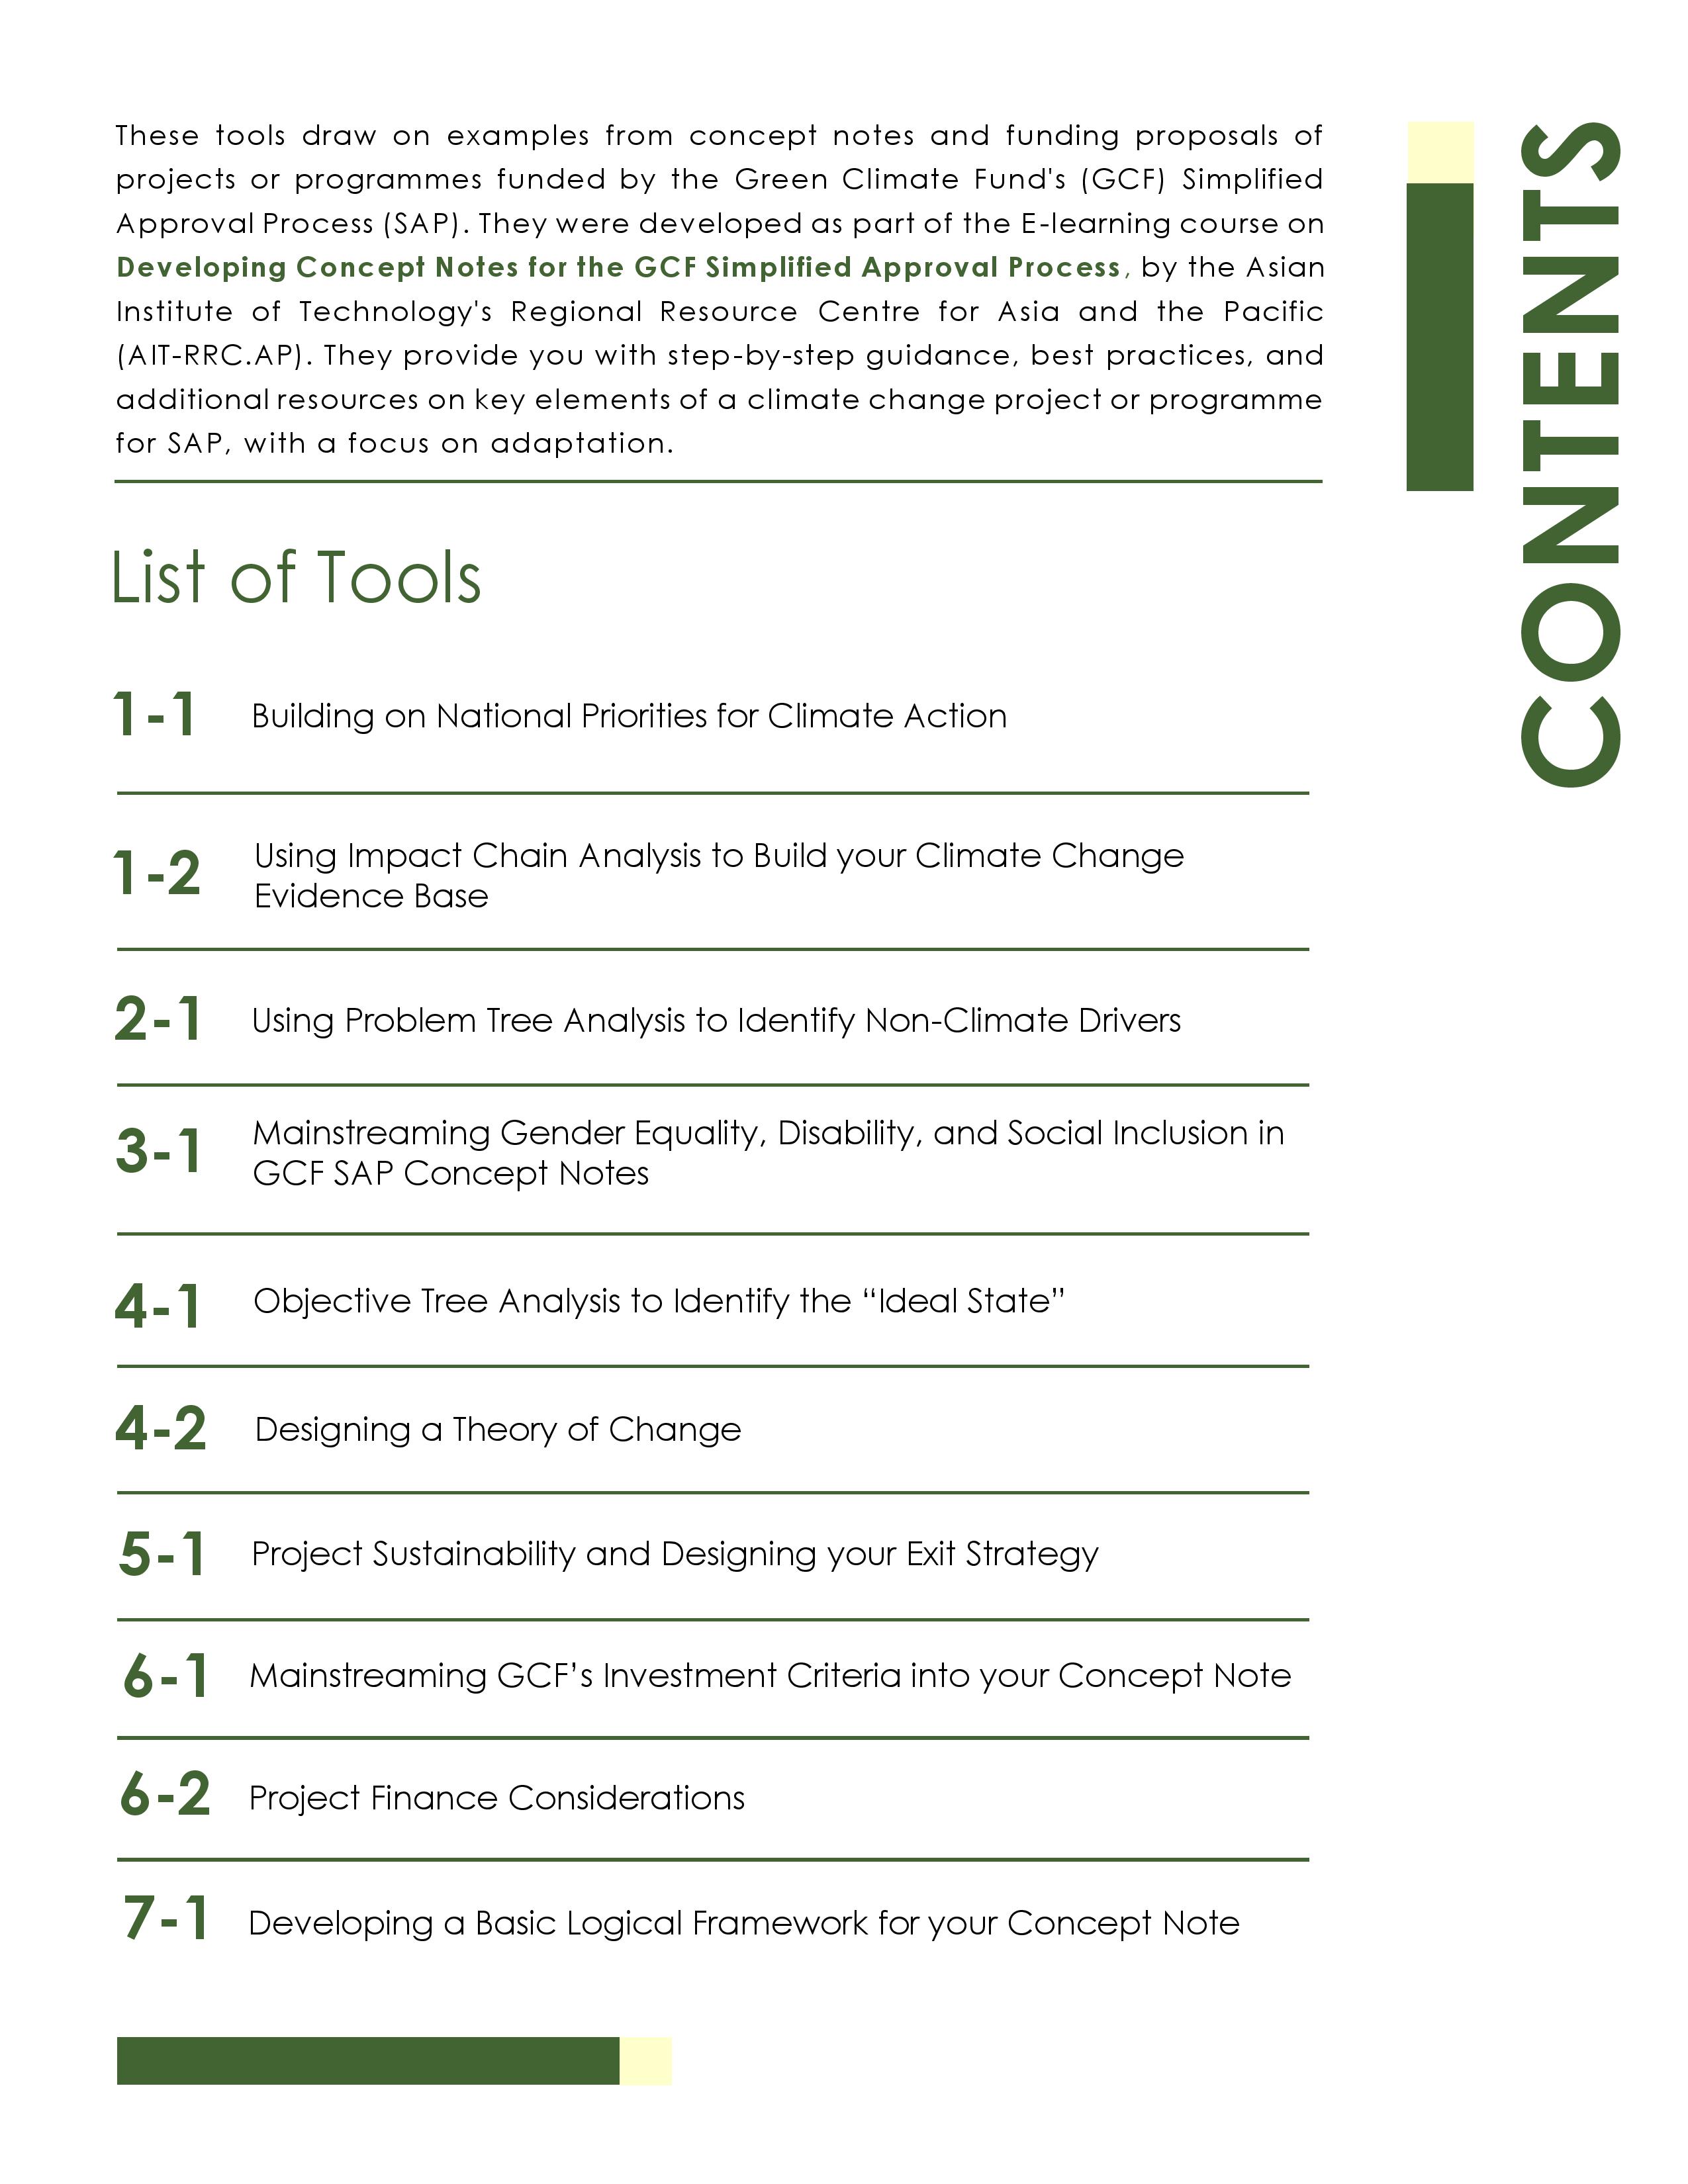 CONTENTS
These tools draw on examples from concept notes and funding proposals of
projects or programmes funded by the Green Climate Fund's (GCF) Simplified
Approval Process (SAP). They were developed as part of the E-learning course on
Developing Concept Notes for the GCF Simplified Approval Process, by the Asian
Institute of Technology's Regional Resource Centre for Asia and the Pacific
(AIT-RRC.AP). They provide you with step-by-step guidance, best practices, and
additional resources on key elements of a climate change project or programme
for SAP, with a focus on adaptation.
List of Tools
1-1 Building on National Priorities for Climate Action
1-2 Using Impact Chain Analysis to Build your Climate Change
Evidence Base
2-1 Using Problem Tree Analysis to Identify Non-Climate Drivers
3-1 Mainstreaming Gender Equality, Disability, and Social Inclusion in
GCF SAP Concept Notes
4-1 Objective Tree Analysis to Identify the “Ideal State”
4-2 Designing a Theory of Change
5-1 Project Sustainability and Designing your Exit Strategy
6-1 Mainstreaming GCF’s Investment Criteria into your Concept Note
6-2 Project Finance Considerations
7-1 Developing a Basic Logical Framework for your Concept Note